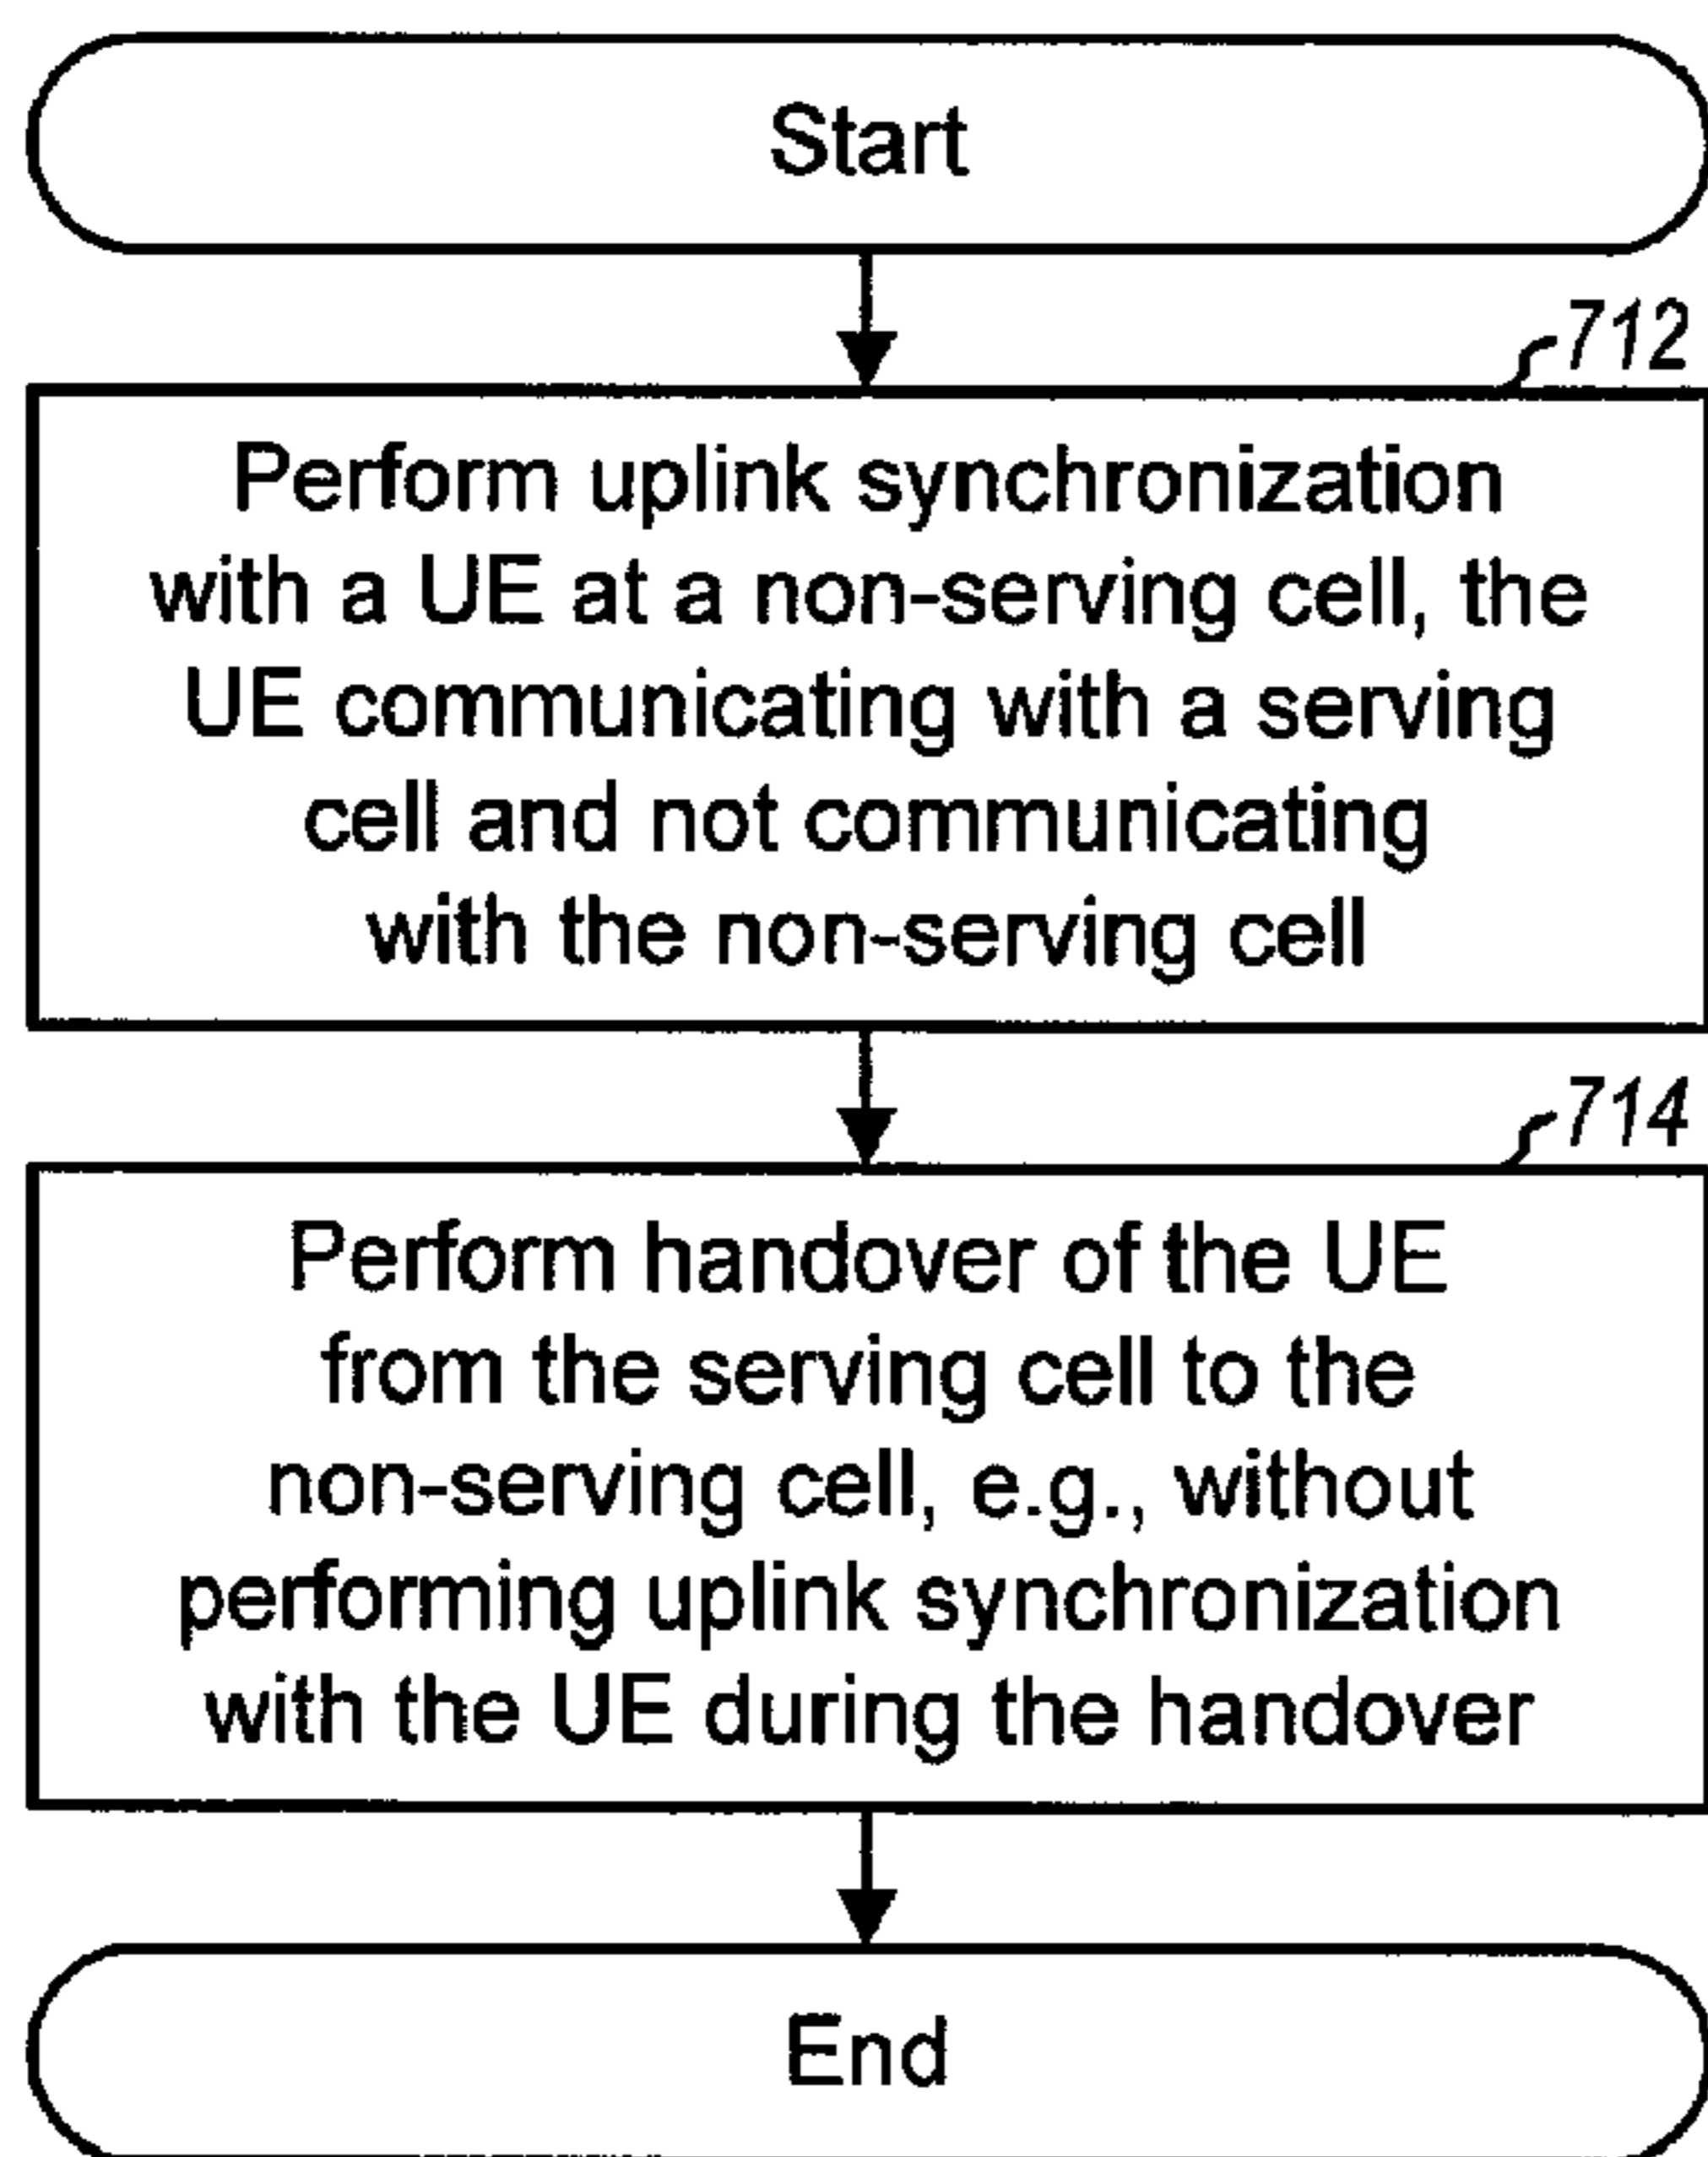 Start
712
Perform uplink synchronization
with a UE at a non-serving cell, the
UE communicating with a serving
cell and not communicating
with the non-serving cell
714
Perform handover of the UE
from the serving cell to the
non-serving cell, e.g., without
performing uplink synchronization
with the UE during the handover
End